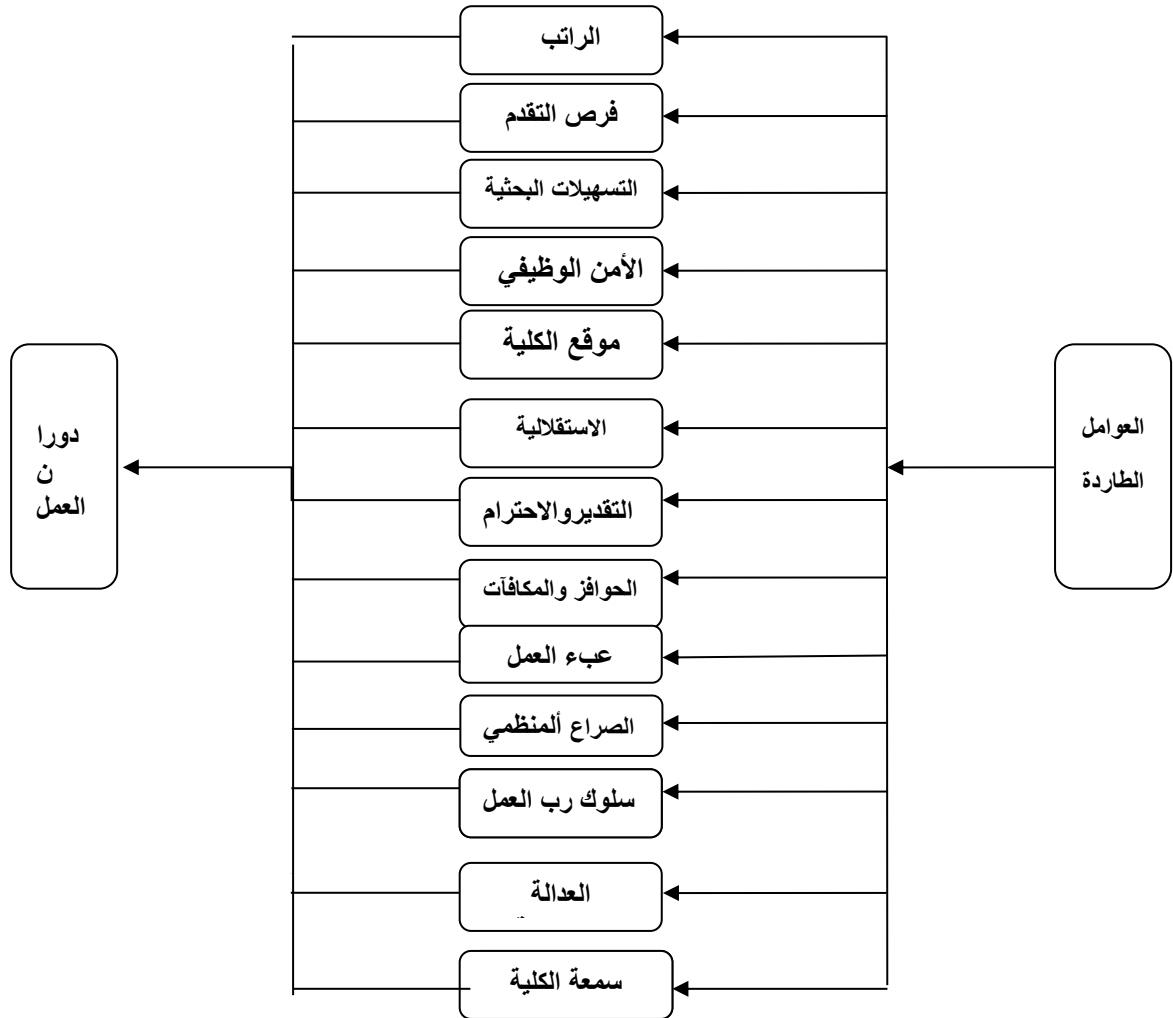 الراتب
فرص التقدم
التسهيلات البحثية
الأمن الوظيفي
موقع الكلية
الاستقلالية
التقديروالاحترام
الحوافز والمكافآت
عبء العمل
الصراع ألمنظمي
سلوك رب العمل
العدالة
سمعة الكلية
العوامل
الطاردة
دورا
ن
العمل